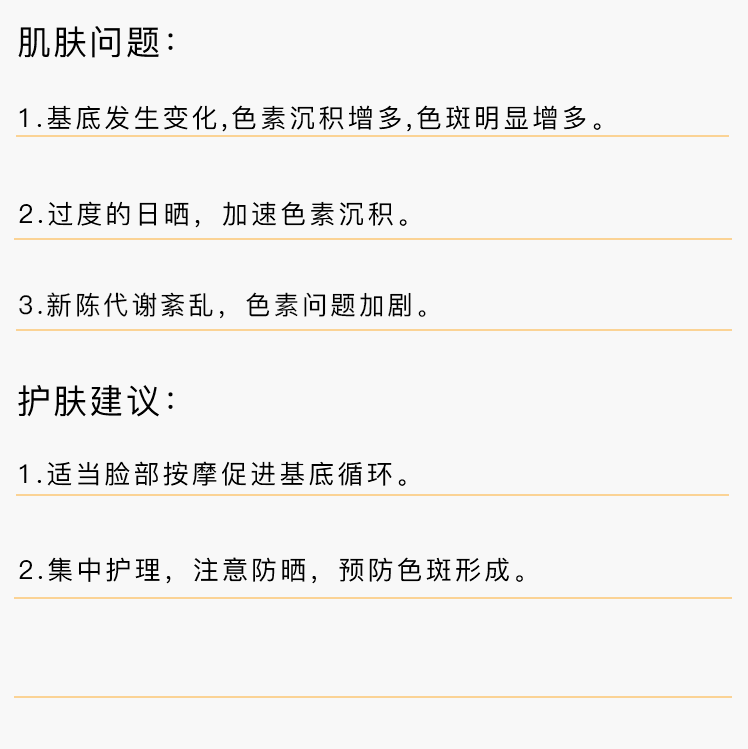 肌肤问题：
1.基底发生变化,色素沉积增多,色斑明显增多。
2.过度的日晒，加速色素沉积。
3.新陈代谢紊乱，色素问题加剧。
护肤建议：
1.适当脸部按摩促进基底循环。
2.集中护理，注意防晒，预防色斑形成。